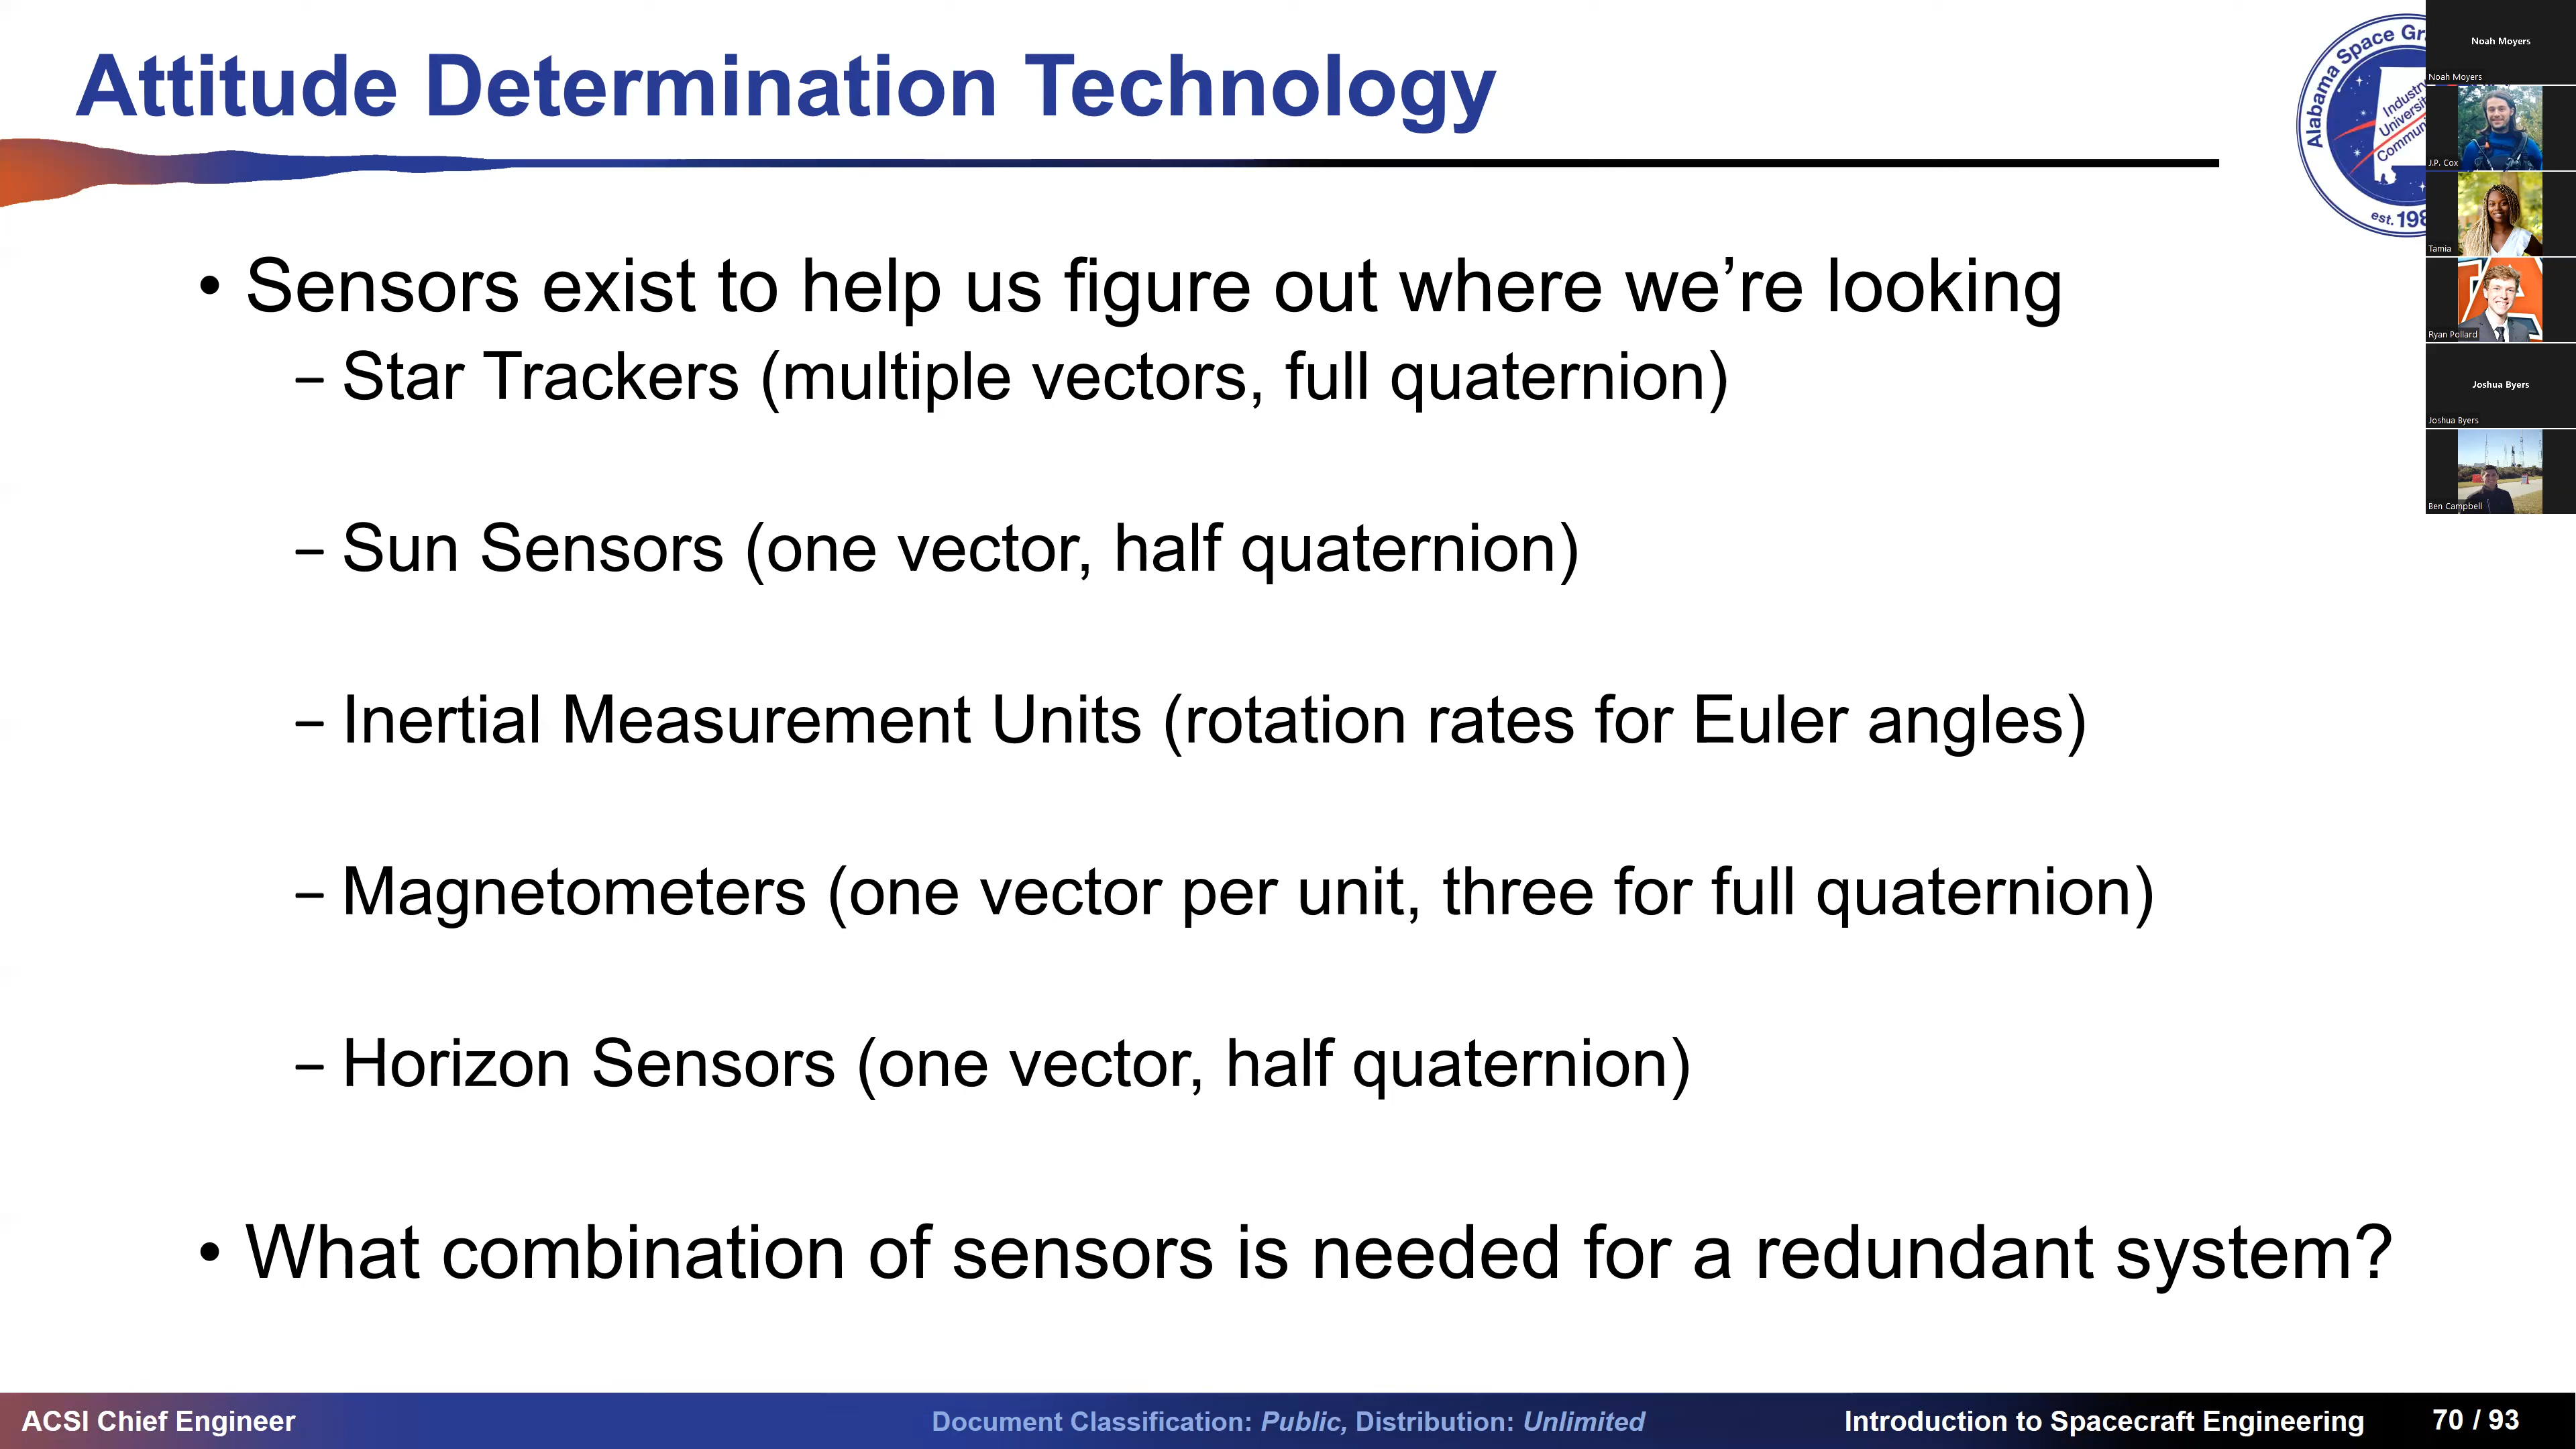 Attitude Determination Technology
• Sensors exist to help us figure out where we’re looking
– Star Trackers (multiple vectors, full quaternion)
– Sun Sensors (one vector, half quaternion)
– Inertial Measurement Units (rotation rates for Euler angles)
– Magnetometers (one vector per unit, three for full quaternion)
– Horizon Sensors (one vector, half quaternion)
• What combination of sensors is needed for a redundant system?
Alabama Space
est.
Noah Moyers
Noah Moyers
J.P. Cox
Tamia
Ryan Pollard
Joshua Byers
Joshua Byers
Ben Campbell
ACSI Chief Engineer
Document Classification: Public, Distribution: Unlimited
Introduction to Spacecraft Engineering
70 / 93